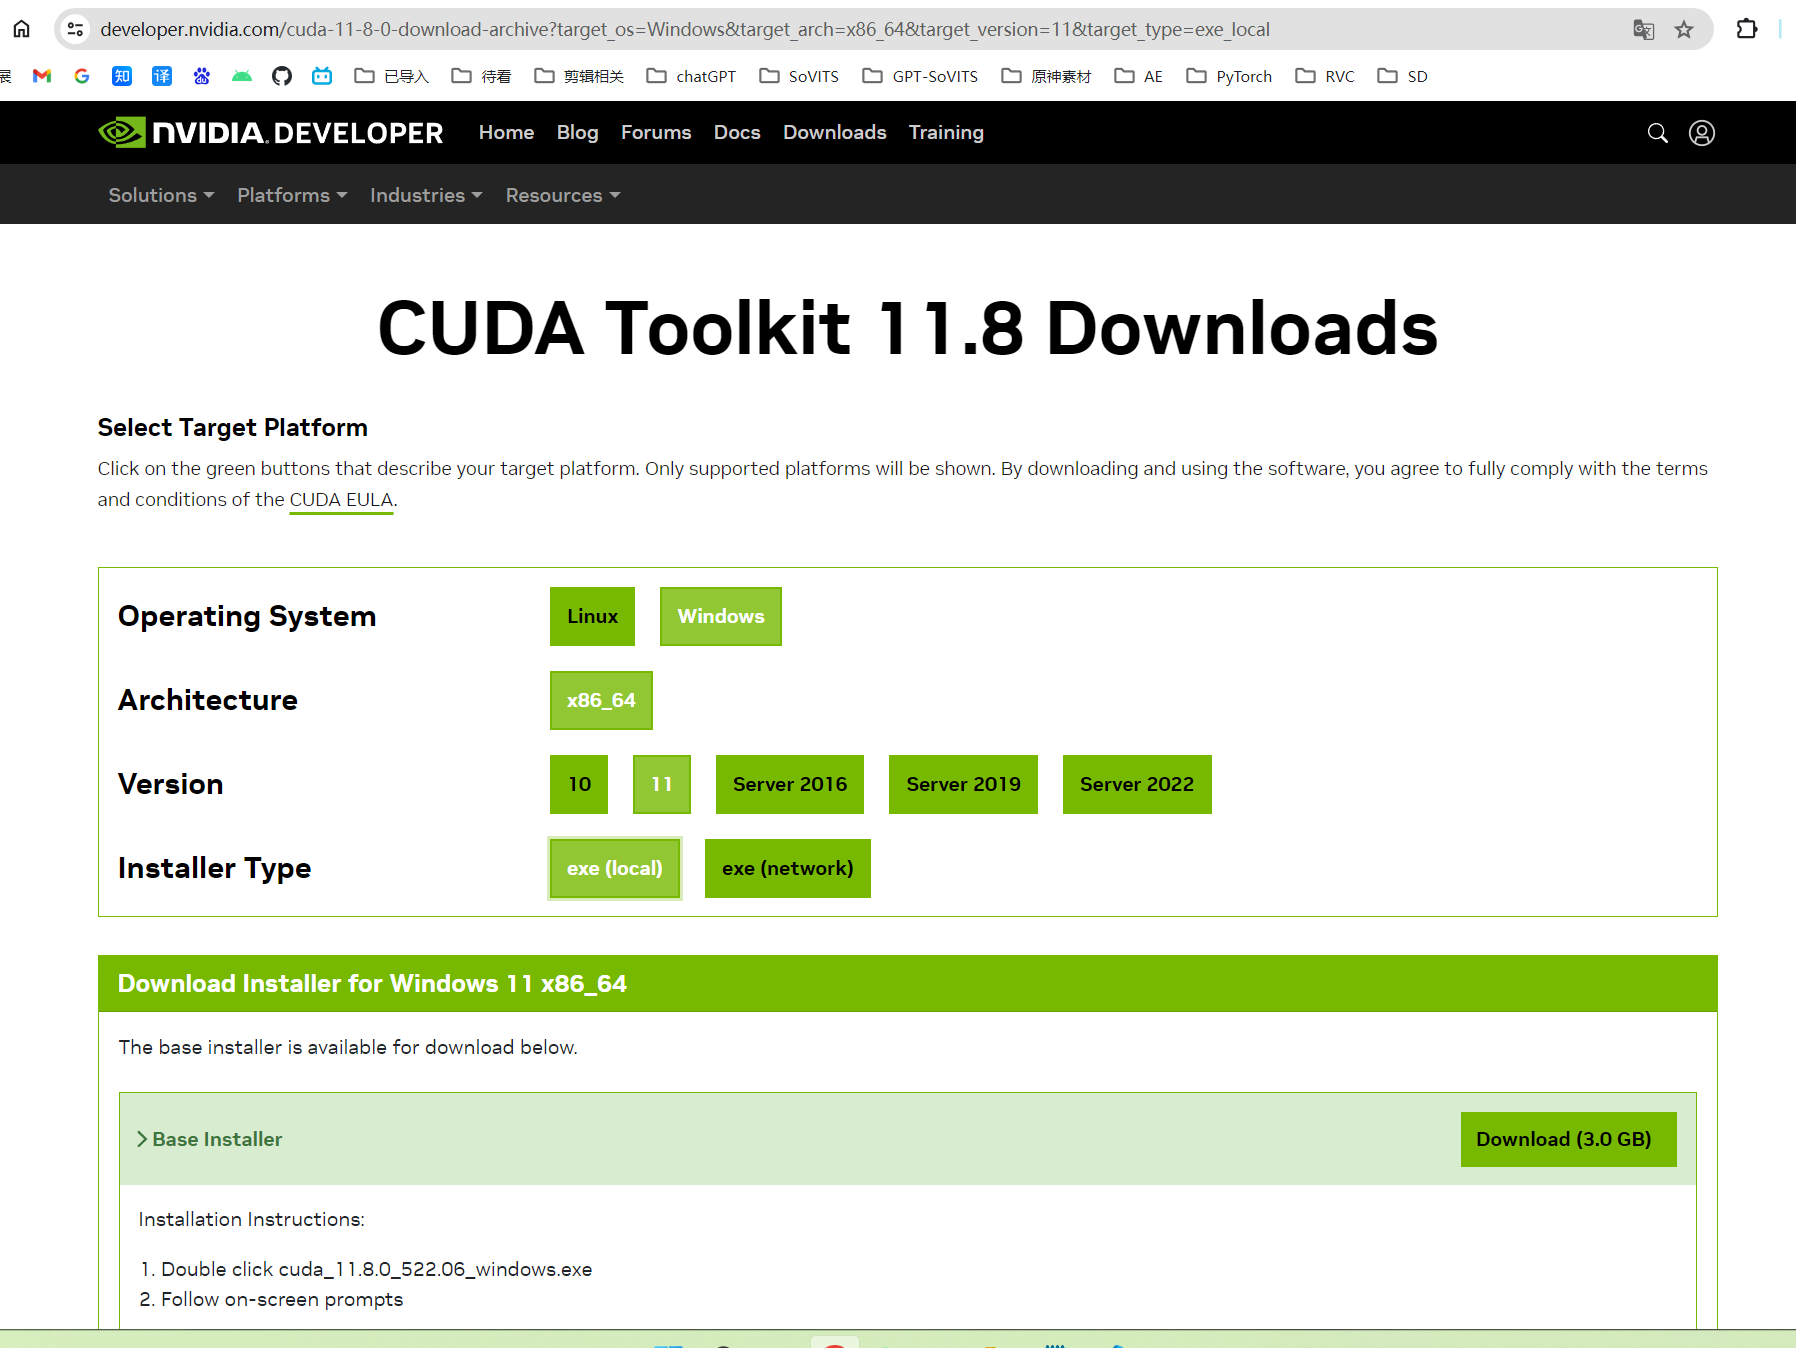 developer.nvidia.com/cuda-11-8-0-download-archive?target_os=Windows&target_arch=x86_64&target_version=11&target_type=exe_local
展 知 译 已导入 待看 剪辑相关 chatGPT SoVITS GPT-SoVITS 原神素材 AE PyTorch RVC SD
NVIDIA. DEVELOPER Home Blog Forums Docs Downloads Training
Solutions Platforms Industries Resources
CUDA Toolkit 11.8 Downloads
Select Target Platform
Click on the green buttons that describe your target platform. Only supported platforms will be shown. By downloading and using the software, you agree to fully comply with the terms
and conditions of the CUDA EULA.
Operating System Linux Windows
Architecture x86_64
Version 10 11 Server 2016 Server 2019 Server 2022
Installer Type exe (local) exe (network)
Download Installer for Windows 11 x86_64
The base installer is available for download below.
Base Installer Download (3.0 GB)
Installation Instructions:
1. Double click cuda_11.8.0_522.06_windows.exe
2. Follow on-screen prompts